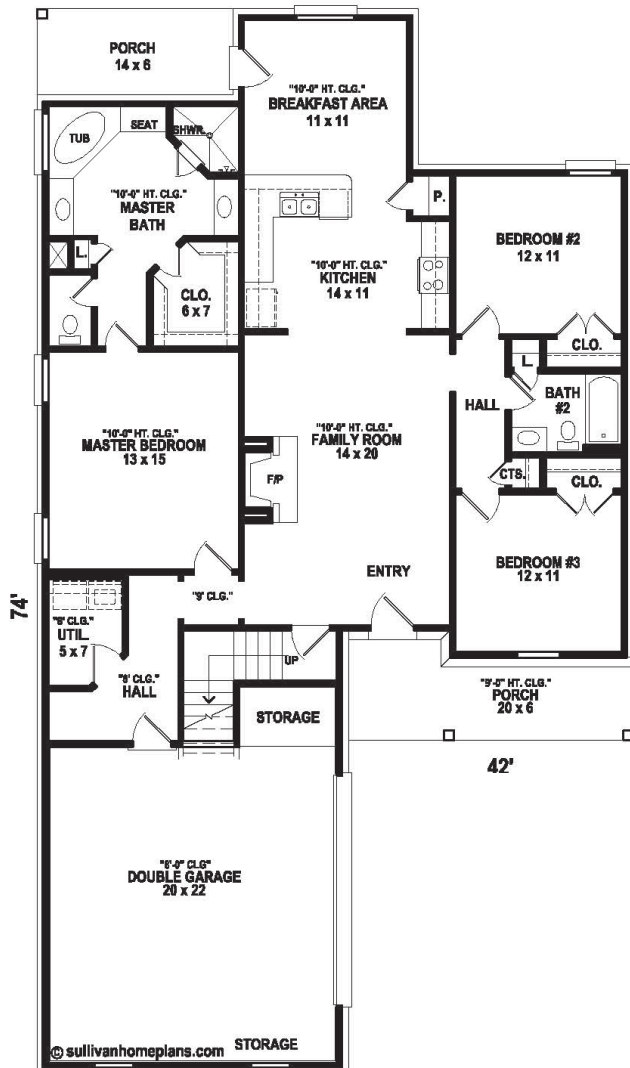 PORCH
14 x 6
"10'-0" HT. CLG."
BREAKFAST AREA
11 x 11
SEAT
SHWR.
TUB
"10'-0" HT. CLG."
MASTER
BATH
P.
BEDROOM #2
12 x 11
L.
CLO.
6 x 7
"10'-0" HT. CLG."
KITCHEN
14 x 11
CLO.
L.
HALL
BATH
#2
"10'-0" HT. CLG."
MASTER BEDROOM
13 x 15
"10'-0" HT. CLG."
FAMILY ROOM
14 x 20
F/P
CTS.
CLO.
BEDROOM #3
12 x 11
ENTRY
74'
"9' CLG."
"8' CLG."
UTIL.
5 x 7
UP
"8' CLG."
HALL
STORAGE
"9'-0" HT. CLG."
PORCH
20 x 6
42'
"8'-0" CLG"
DOUBLE GARAGE
20 x 22
STORAGE
© sullivanhomeplans.com